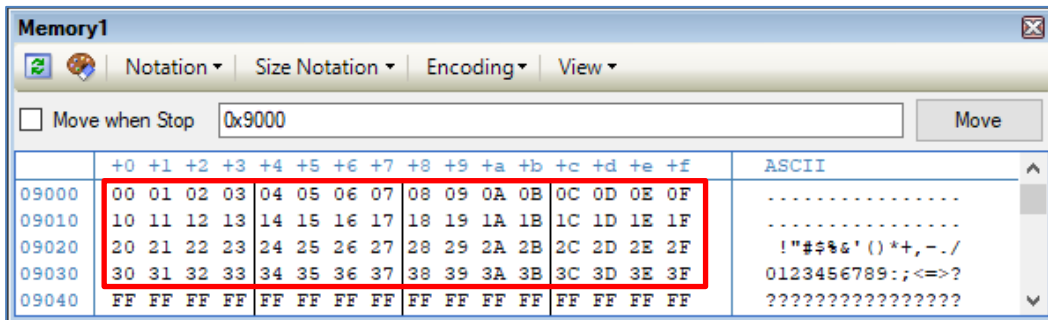 Memory1
Notation Size Notation Encoding View
Move when Stop 0x9000 Move
+0 +1 +2 +3 +4 +5 +6 +7 +8 +9 +a +b +c +d +e +f ASCII
09000 00 01 02 03 04 05 06 07 08 09 0A 0B 0C 0D 0E 0F ................
09010 10 11 12 13 14 15 16 17 18 19 1A 1B 1C 1D 1E 1F ................
09020 20 21 22 23 24 25 26 27 28 29 2A 2B 2C 2D 2E 2F !"#$%&'()*+,-./
09030 30 31 32 33 34 35 36 37 38 39 3A 3B 3C 3D 3E 3F 0123456789:;<=>?
09040 FF FF FF FF FF FF FF FF FF FF FF FF FF FF FF FF ????????????????